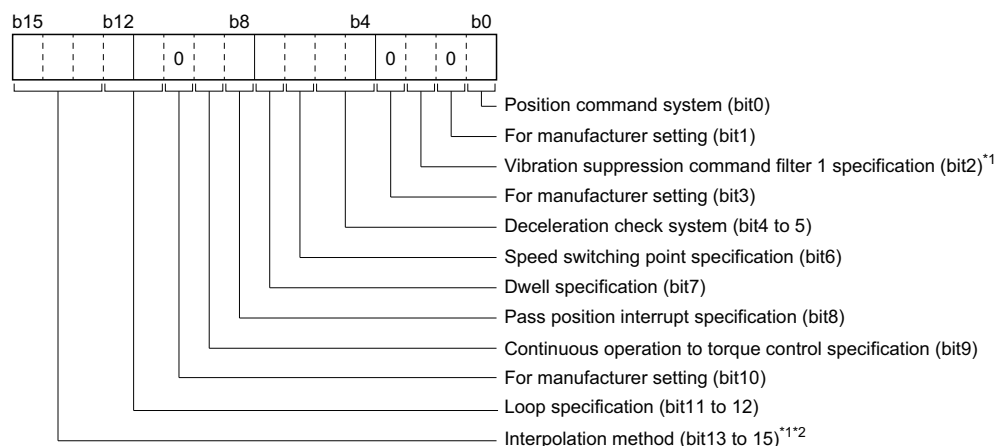 b15 b12 b8 b4 b0
0 0 0
Position command system (bit0)
For manufacturer setting (bit1)
Vibration suppression command filter 1 specification (bit2)*1
For manufacturer setting (bit3)
Deceleration check system (bit4 to 5)
Speed switching point specification (bit6)
Dwell specification (bit7)
Pass position interrupt specification (bit8)
Continuous operation to torque control specification (bit9)
For manufacturer setting (bit10)
Loop specification (bit11 to 12)
Interpolation method (bit13 to 15)*1*2